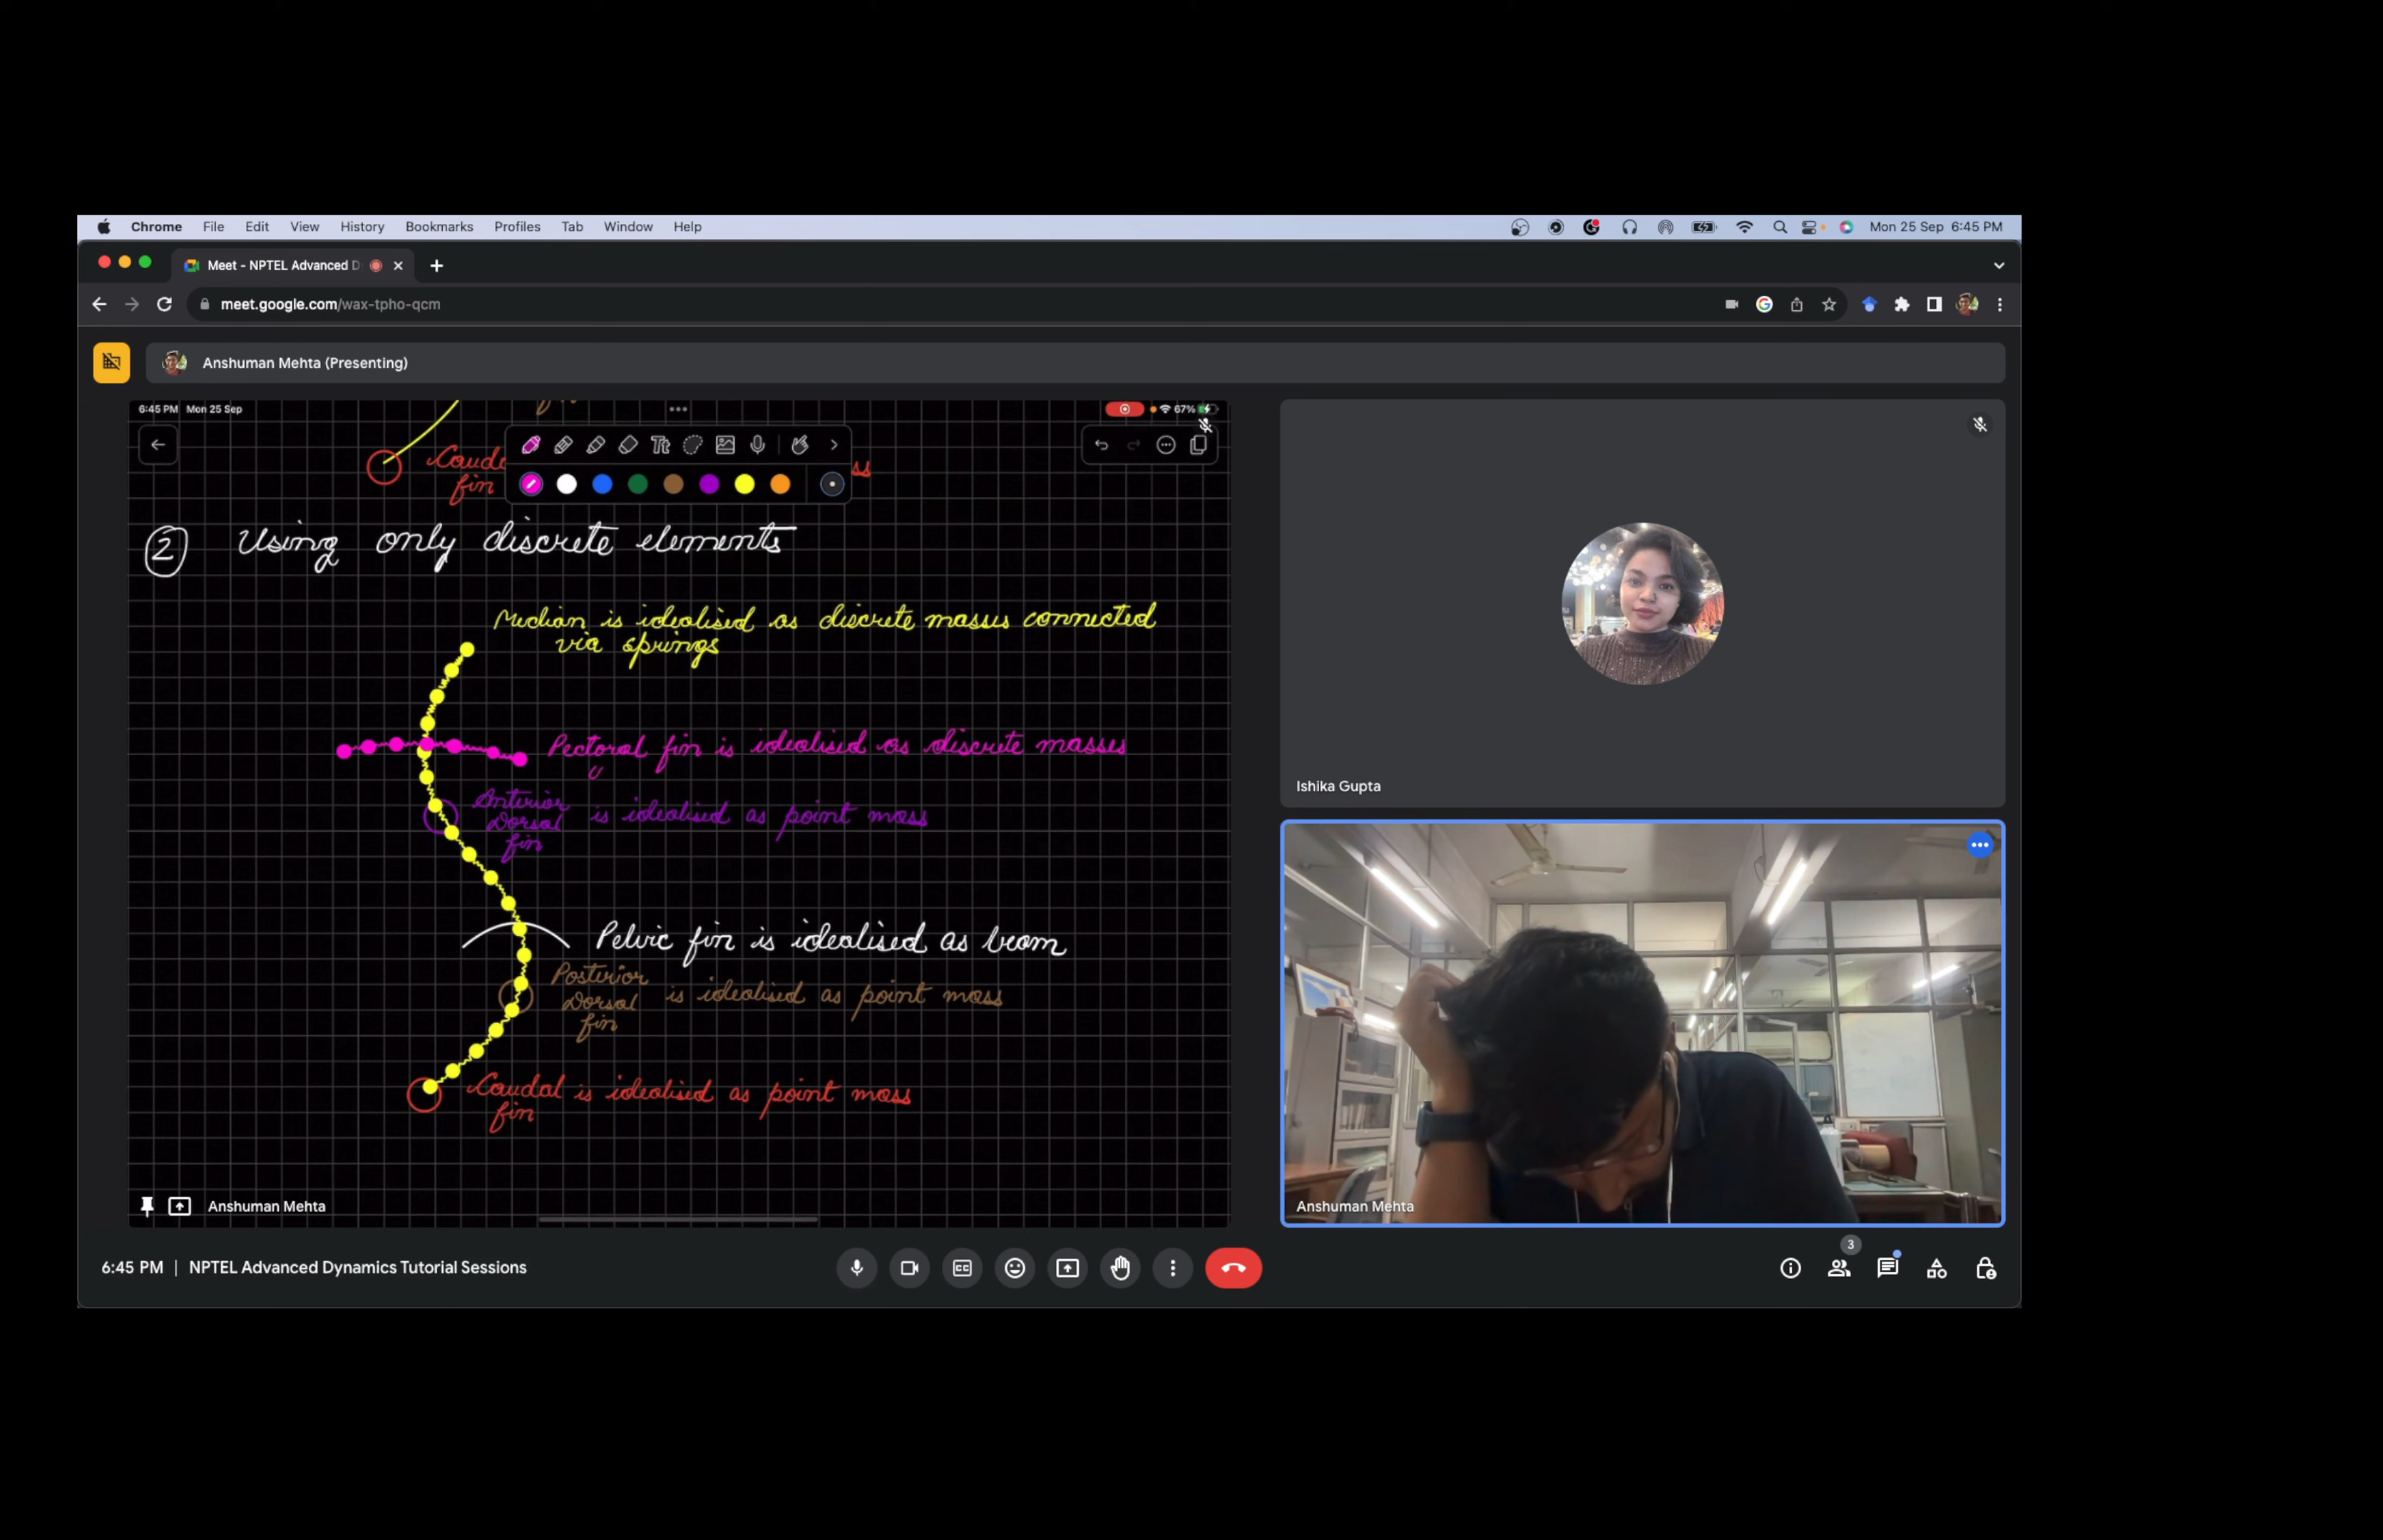 Chrome File Edit View History Bookmarks Profiles Tab Window Help Mon 25 Sep 6:45 PM
Meet - NPTEL Advanced D
meet.google.com/wax-tpho-qcm
Anshuman Mehta (Presenting)
6:45 PM Mon 25 Sep 67%
Tt
fin
② Using only discrete elements
Median is idealised as discrete masses connected
via springs
Pectoral fin is idealised as discrete masses
Anterior
Dorsal is idealised as point mass
fin
Pelvic fin is idealised as beam
Posterior
Dorsal is idealised as point mass
fin
Caudal is idealised as point mass
fin
Anshuman Mehta
Ishika Gupta
Anshuman Mehta
3
6:45 PM | NPTEL Advanced Dynamics Tutorial Sessions
CC